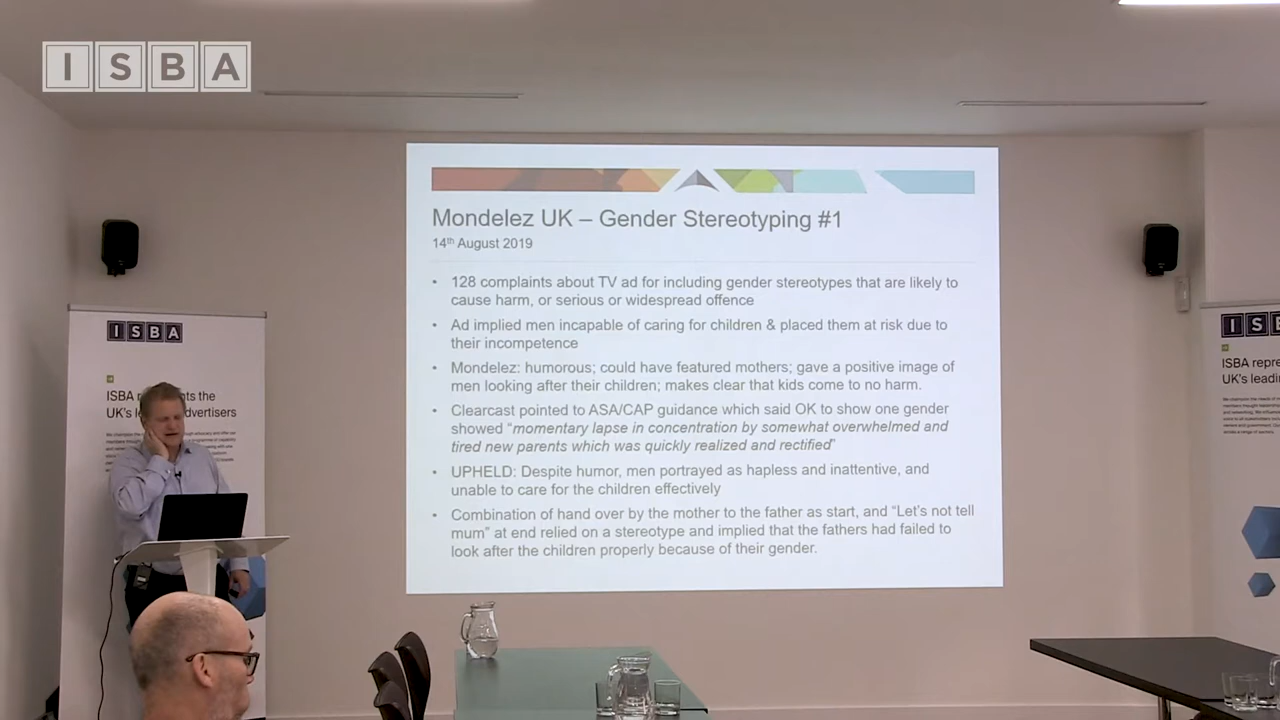 ISBA
Mondelez UK – Gender Stereotyping #1
14th August 2019
• 128 complaints about TV ad for including gender stereotypes that are likely to
cause harm, or serious or widespread offence
• Ad implied men incapable of caring for children & placed them at risk due to
their incompetence
• Mondelez: humorous; could have featured mothers; gave a positive image of
men looking after their children; makes clear that kids come to no harm.
• Clearcast pointed to ASA/CAP guidance which said OK to show one gender
showed “momentary lapse in concentration by somewhat overwhelmed and
tired new parents which was quickly realized and rectified”
• UPHELD: Despite humor, men portrayed as hapless and inattentive, and
unable to care for the children effectively
• Combination of hand over by the mother to the father as start, and “Let’s not tell
mum” at end relied on a stereotype and implied that the fathers had failed to
look after the children properly because of their gender.
ISBA
ISBA nts the
UK's l dvertisers
ISB
ISBA repre
UK's leadi